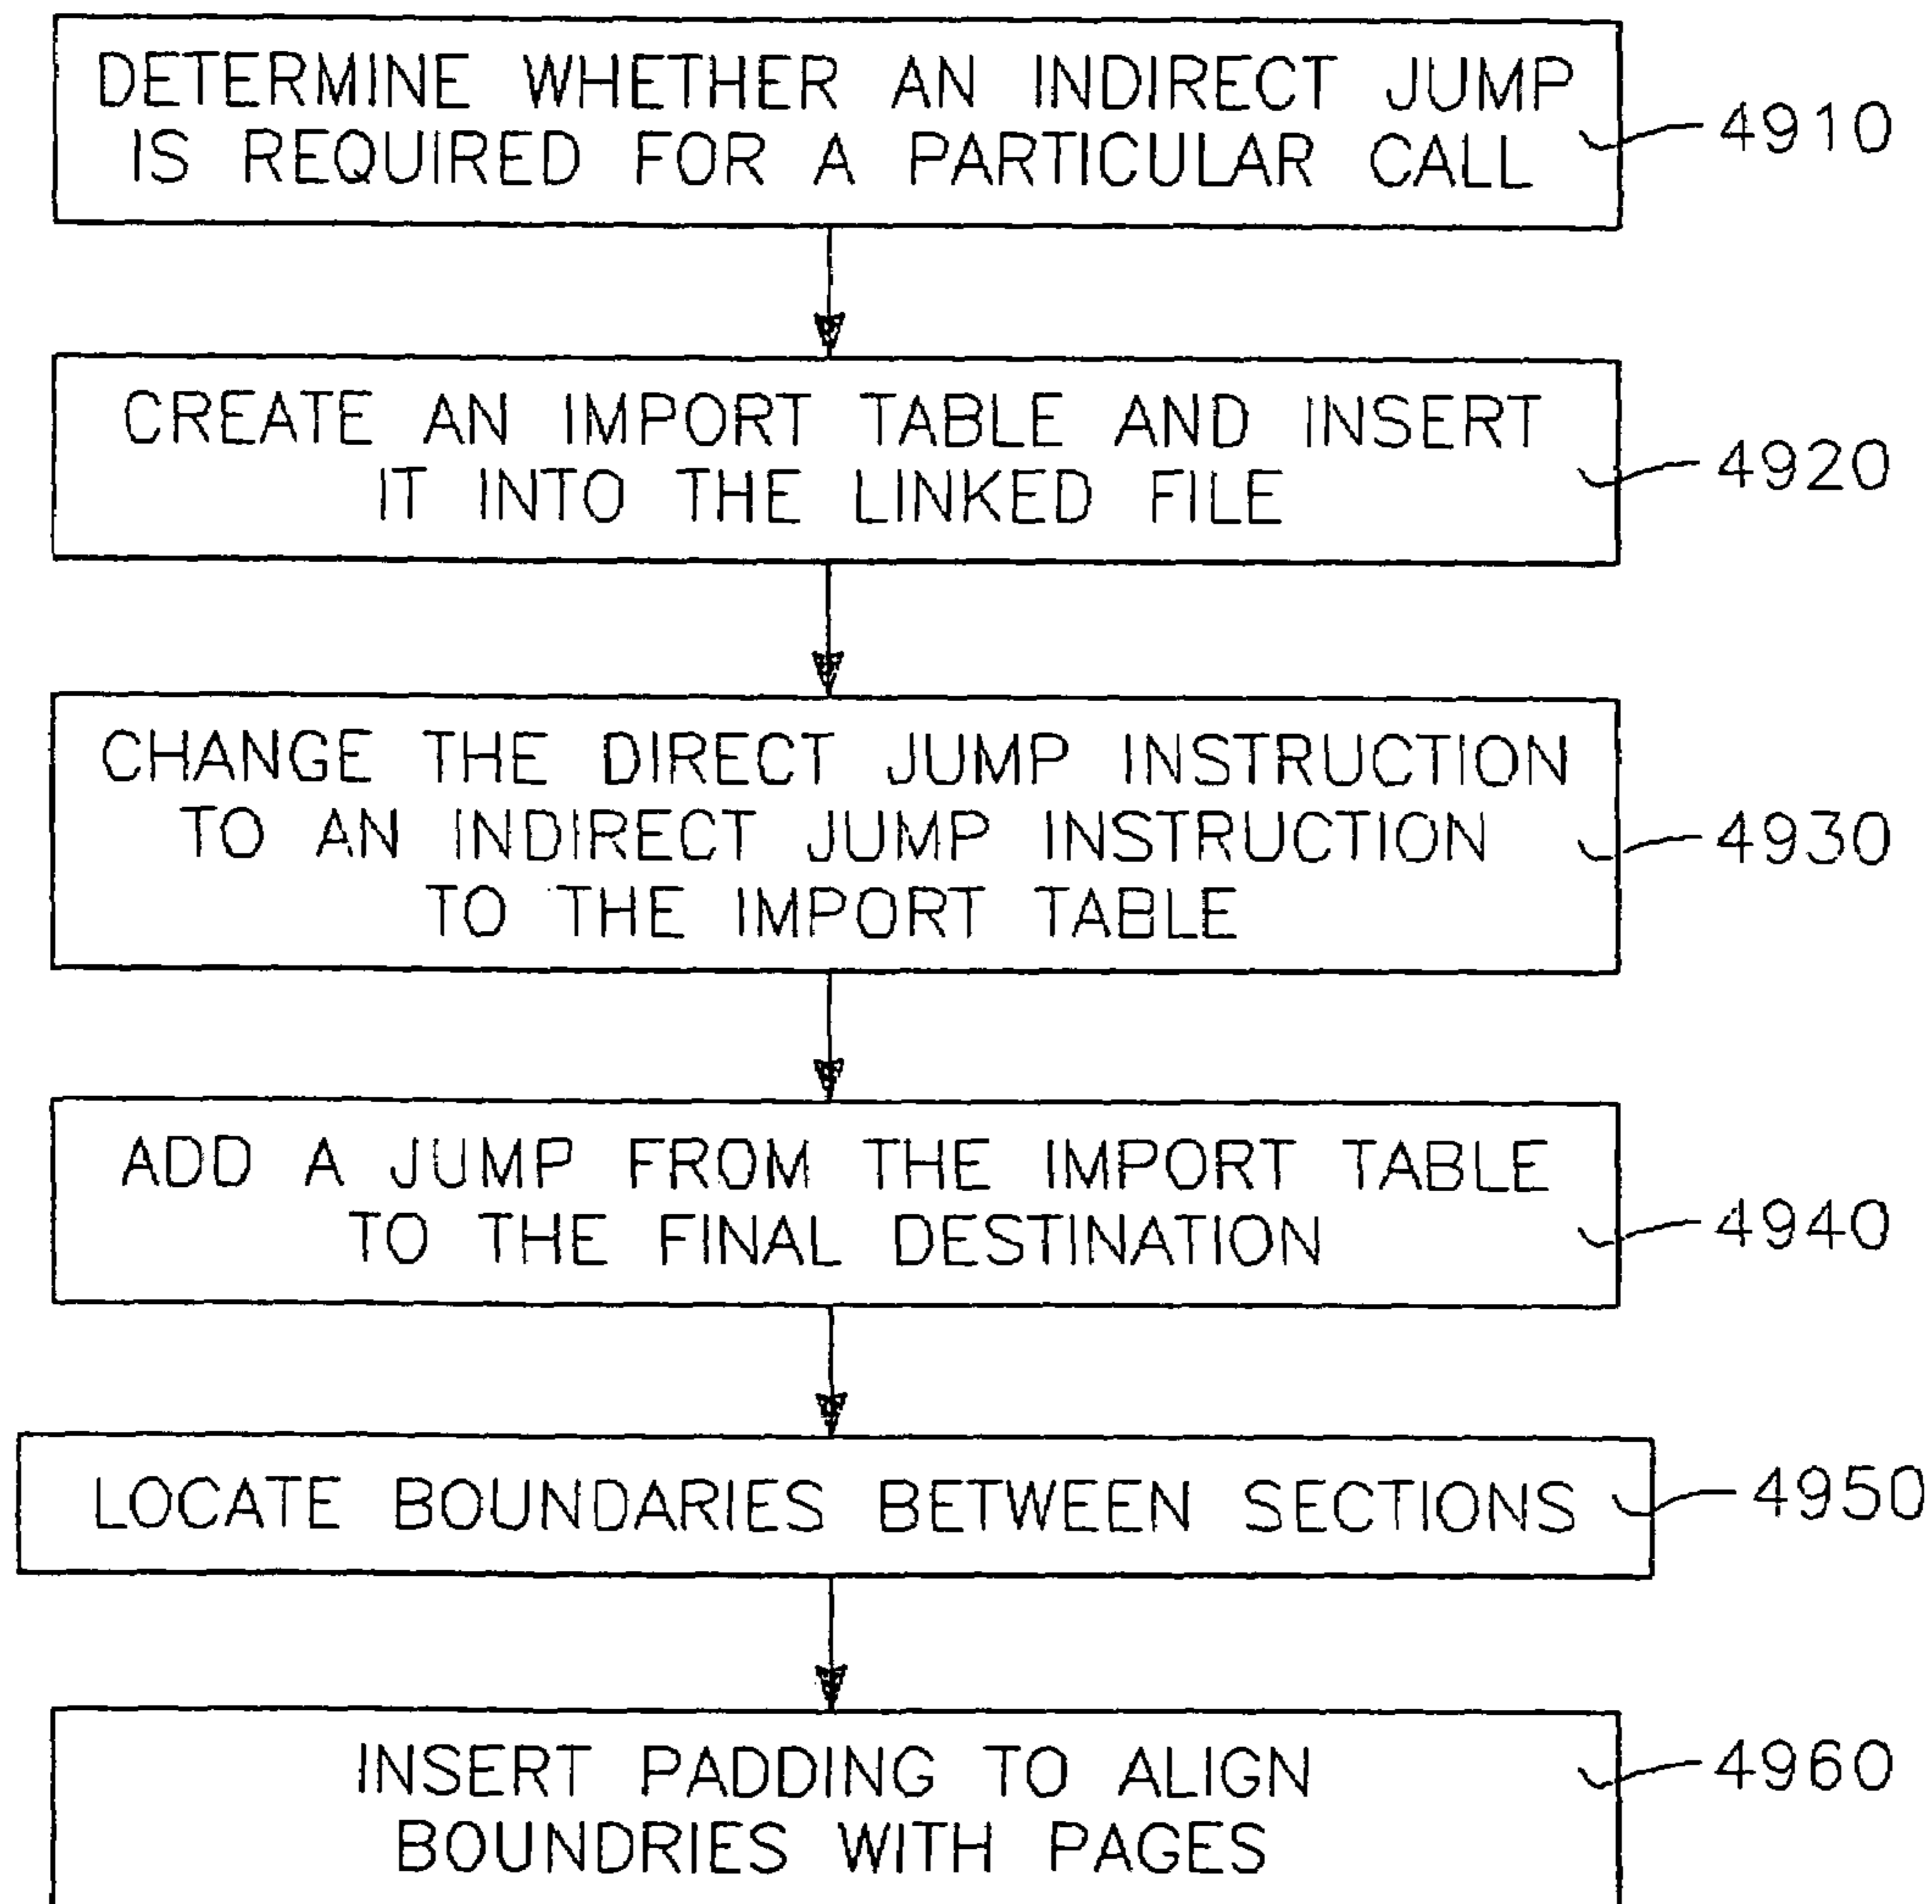 DETERMINE WHETHER AN INDIRECT JUMP
IS REQUIRED FOR A PARTICULAR CALL
4910
CREATE AN IMPORT TABLE AND INSERT
IT INTO THE LINKED FILE
4920
CHANGE THE DIRECT JUMP INSTRUCTION
TO AN INDIRECT JUMP INSTRUCTION
TO THE IMPORT TABLE
4930
ADD A JUMP FROM THE IMPORT TABLE
TO THE FINAL DESTINATION
4940
LOCATE BOUNDARIES BETWEEN SECTIONS
4950
INSERT PADDING TO ALIGN
BOUNDRIES WITH PAGES
4960